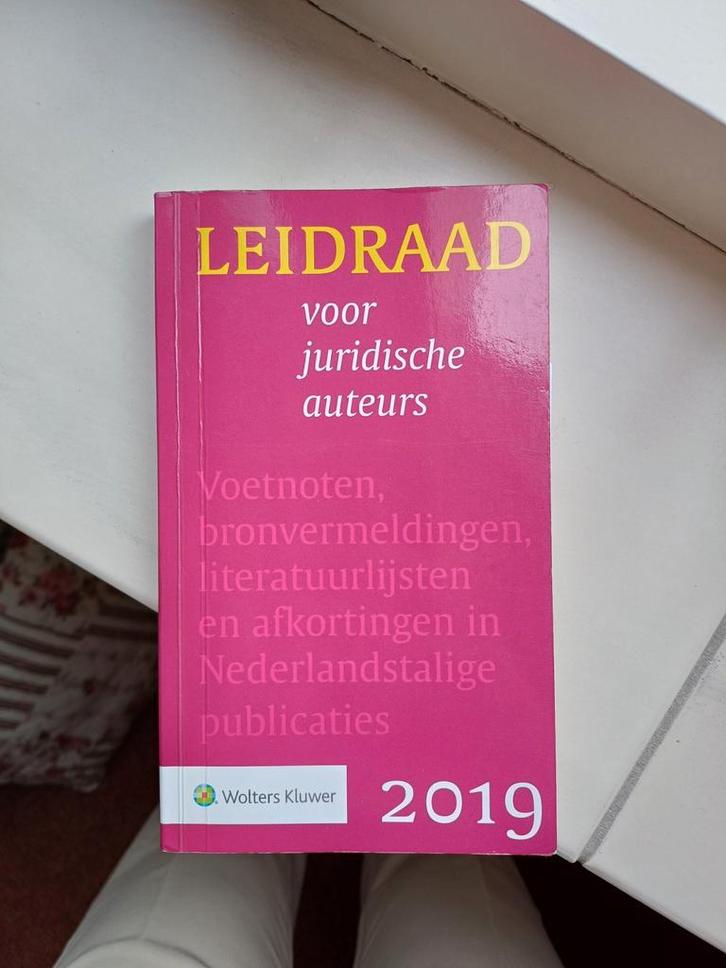 LEIDRAAD
voor
juridische
auteurs
Voetnoten,
bronvermeldingen,
literatuurlijsten
en afkortingen in
Nederlandstalige
publicaties
Wolters Kluwer
2019